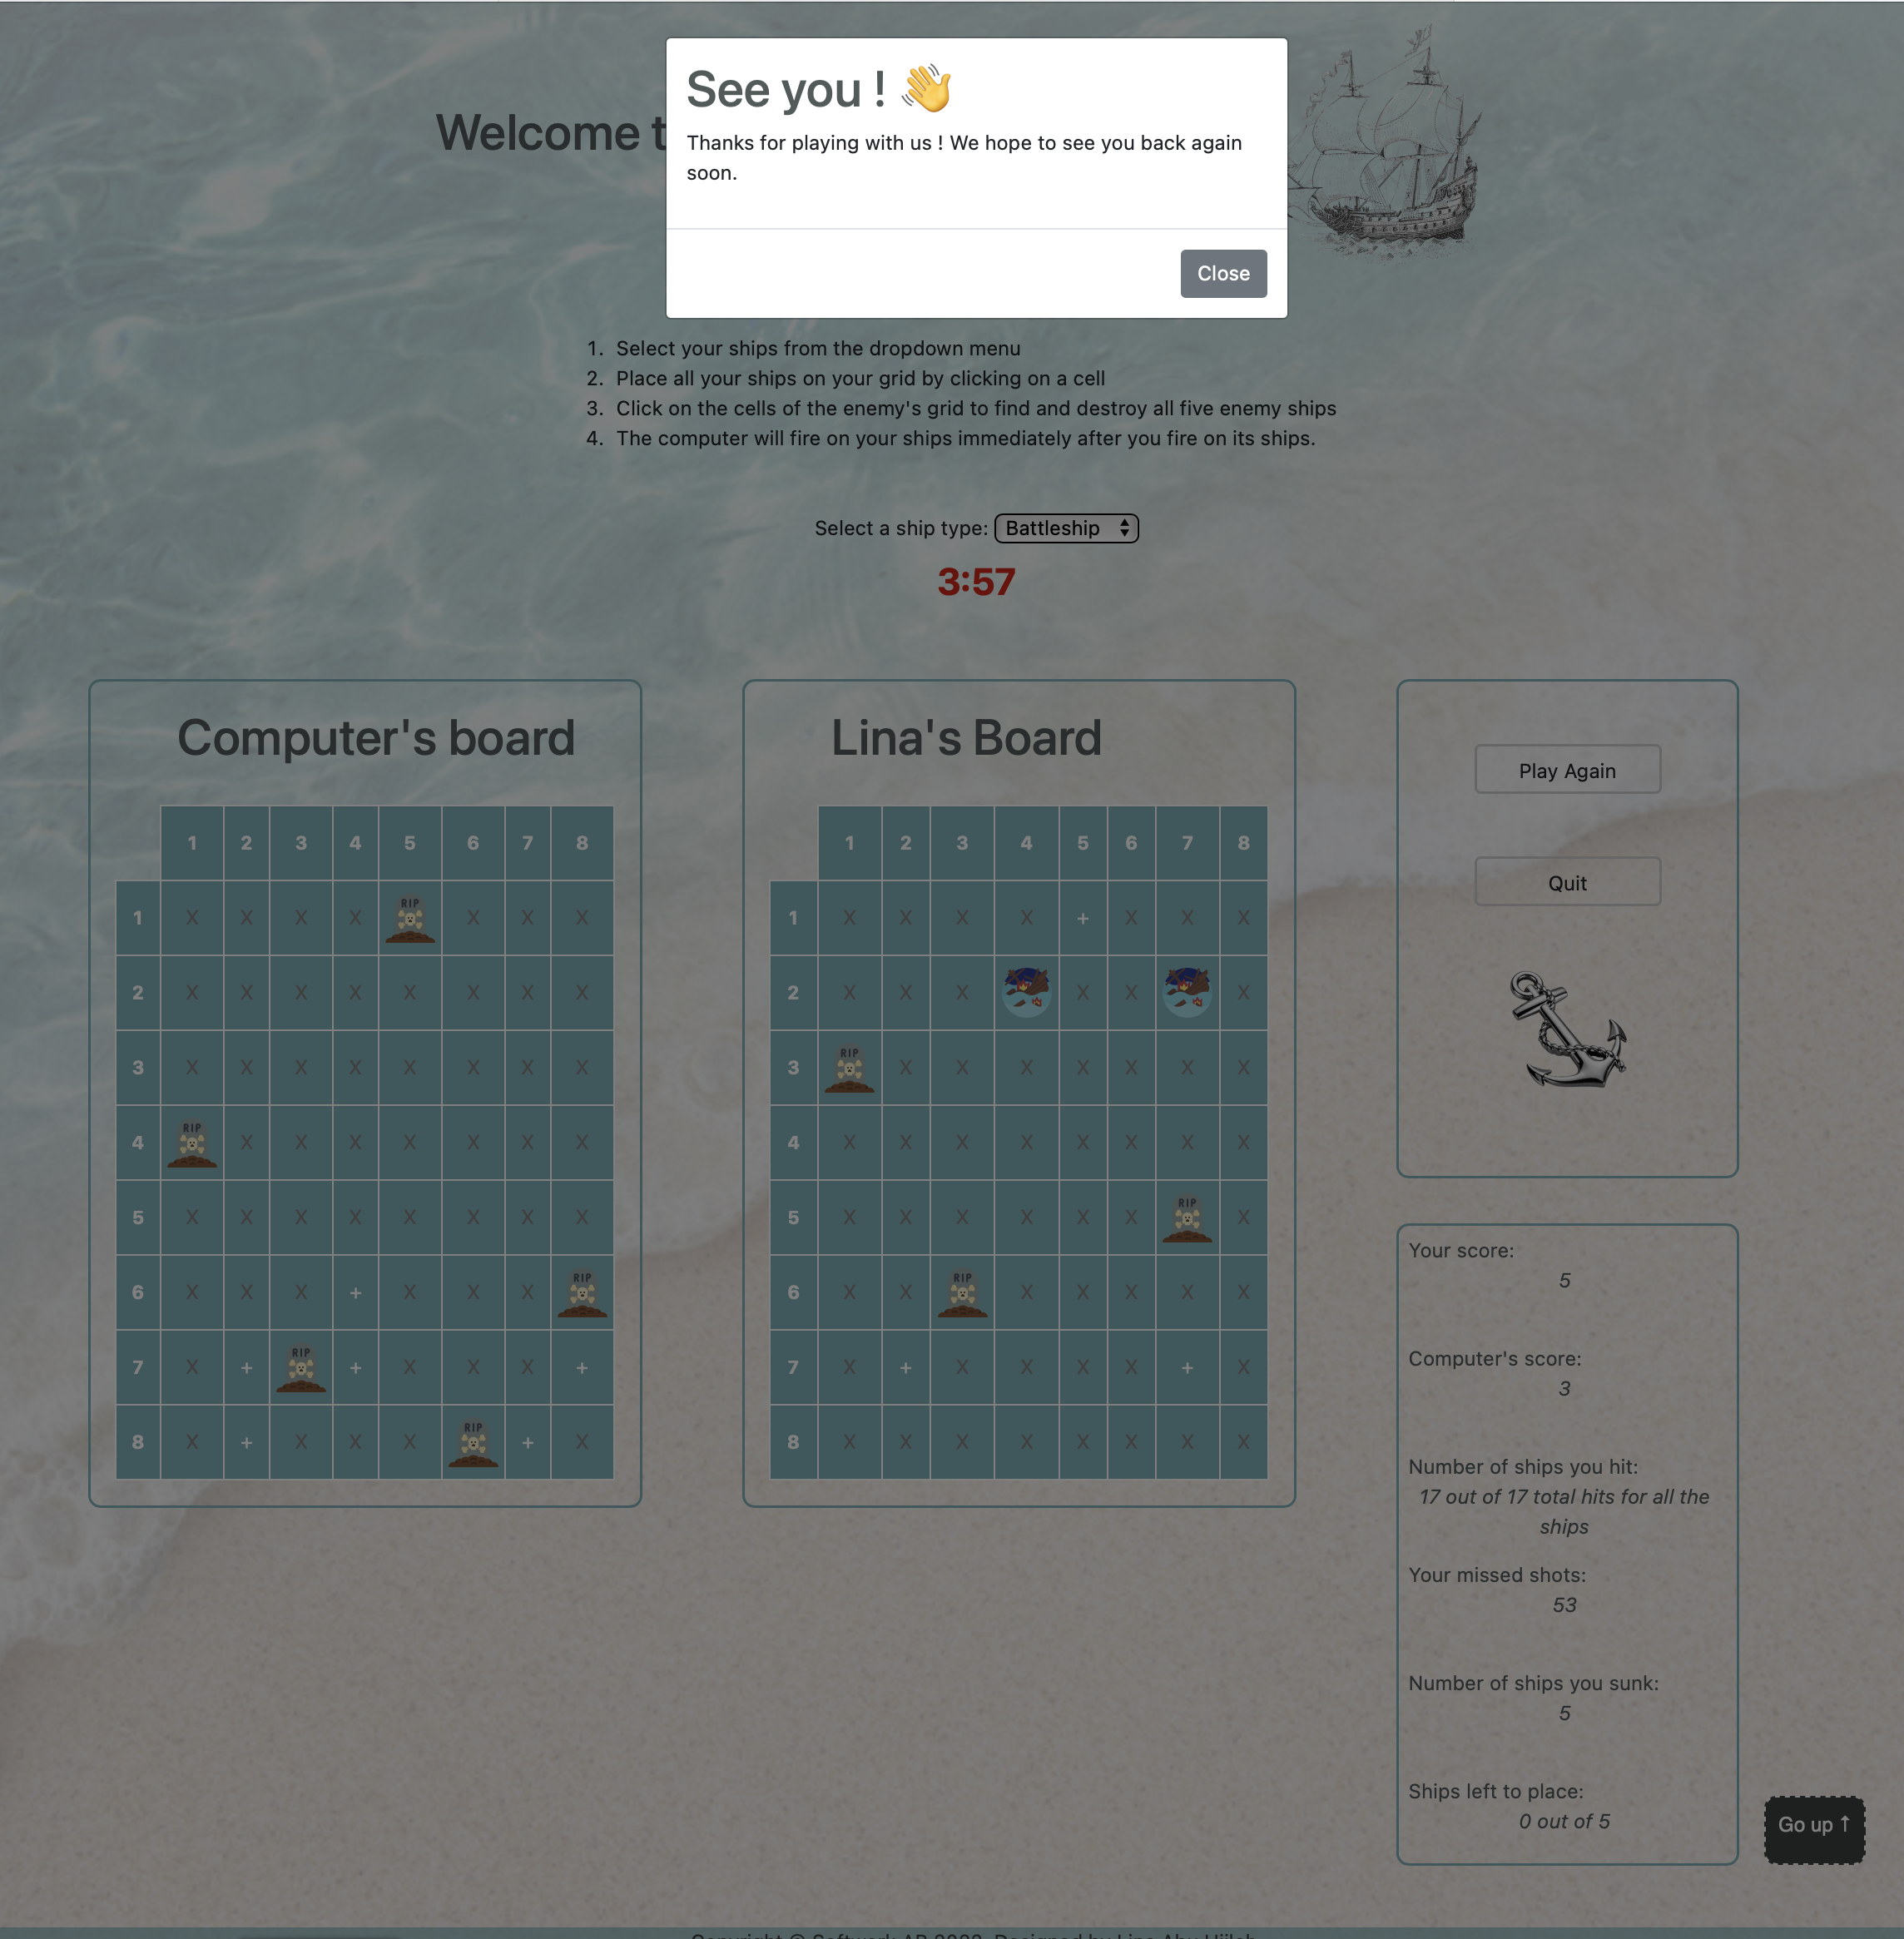 See you ! 👋
Thanks for playing with us ! We hope to see you back again
soon.
Close
Welcome
1. Select your ships from the dropdown menu
2. Place all your ships on your grid by clicking on a cell
3. Click on the cells of the enemy's grid to find and destroy all five enemy ships
4. The computer will fire on your ships immediately after you fire on its ships.
Select a ship type: Battleship
3:57
Computer's board
1 2 3 4 5 6 7 8
1 X X X X RIP X X X
2 X X X X X X X X
3 X X X X X X X X
4 RIP X X X X X X X
5 X X X X X X X X
6 X X X + X X X RIP
7 X + RIP + X X X +
8 X + X X X RIP + X
Lina's Board
1 2 3 4 5 6 7 8
1 X X X X + X X X
2 X X X X X X
3 RIP X X X X X X X
4 X X X X X X X X
5 X X X X X X RIP X
6 X X RIP X X X X X
7 X + X X X X + X
8 X X X X X X X X
Play Again
Quit
Your score:
5
Computer's score:
3
Number of ships you hit:
17 out of 17 total hits for all the
ships
Your missed shots:
53
Number of ships you sunk:
5
Ships left to place:
0 out of 5
Go up ↑